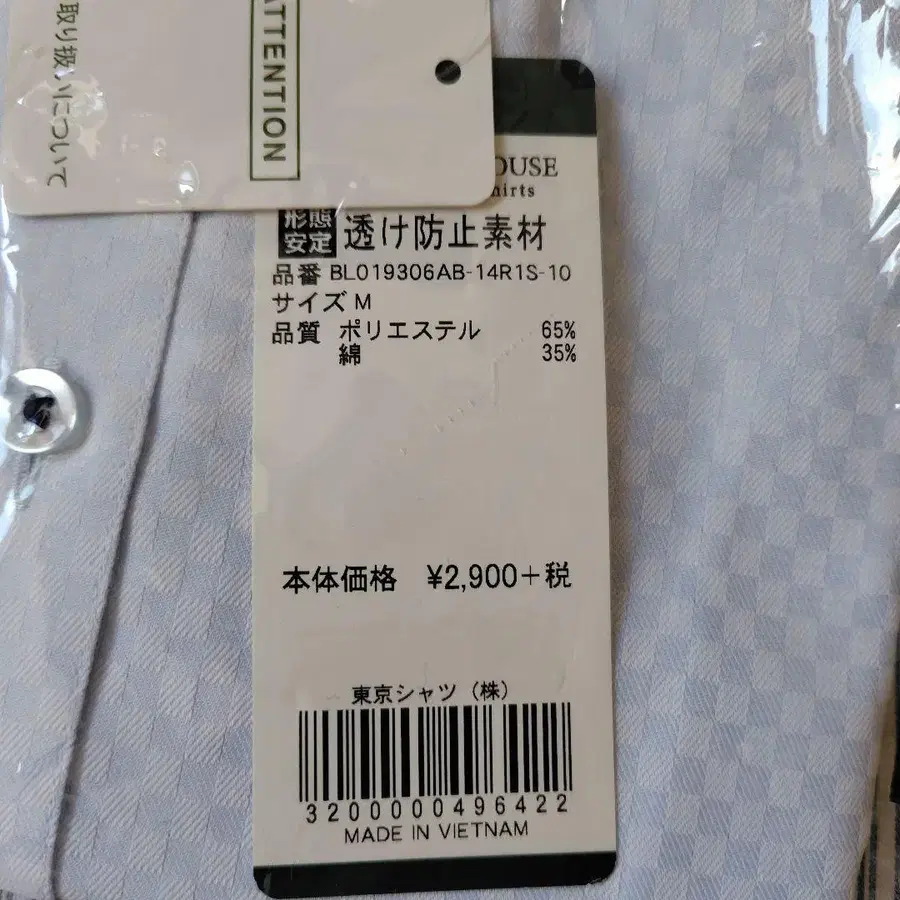 取り扱いについて
ATTENTION
OUSE
hirts
形態
安定
透け防止素材
品番 BL019306AB-14R1S-10
サイズ M
品質 ポリエステル 65%
綿 35%
本体価格 ¥2,900+税
東京シャツ（株）
3200000496422
MADE IN VIETNAM